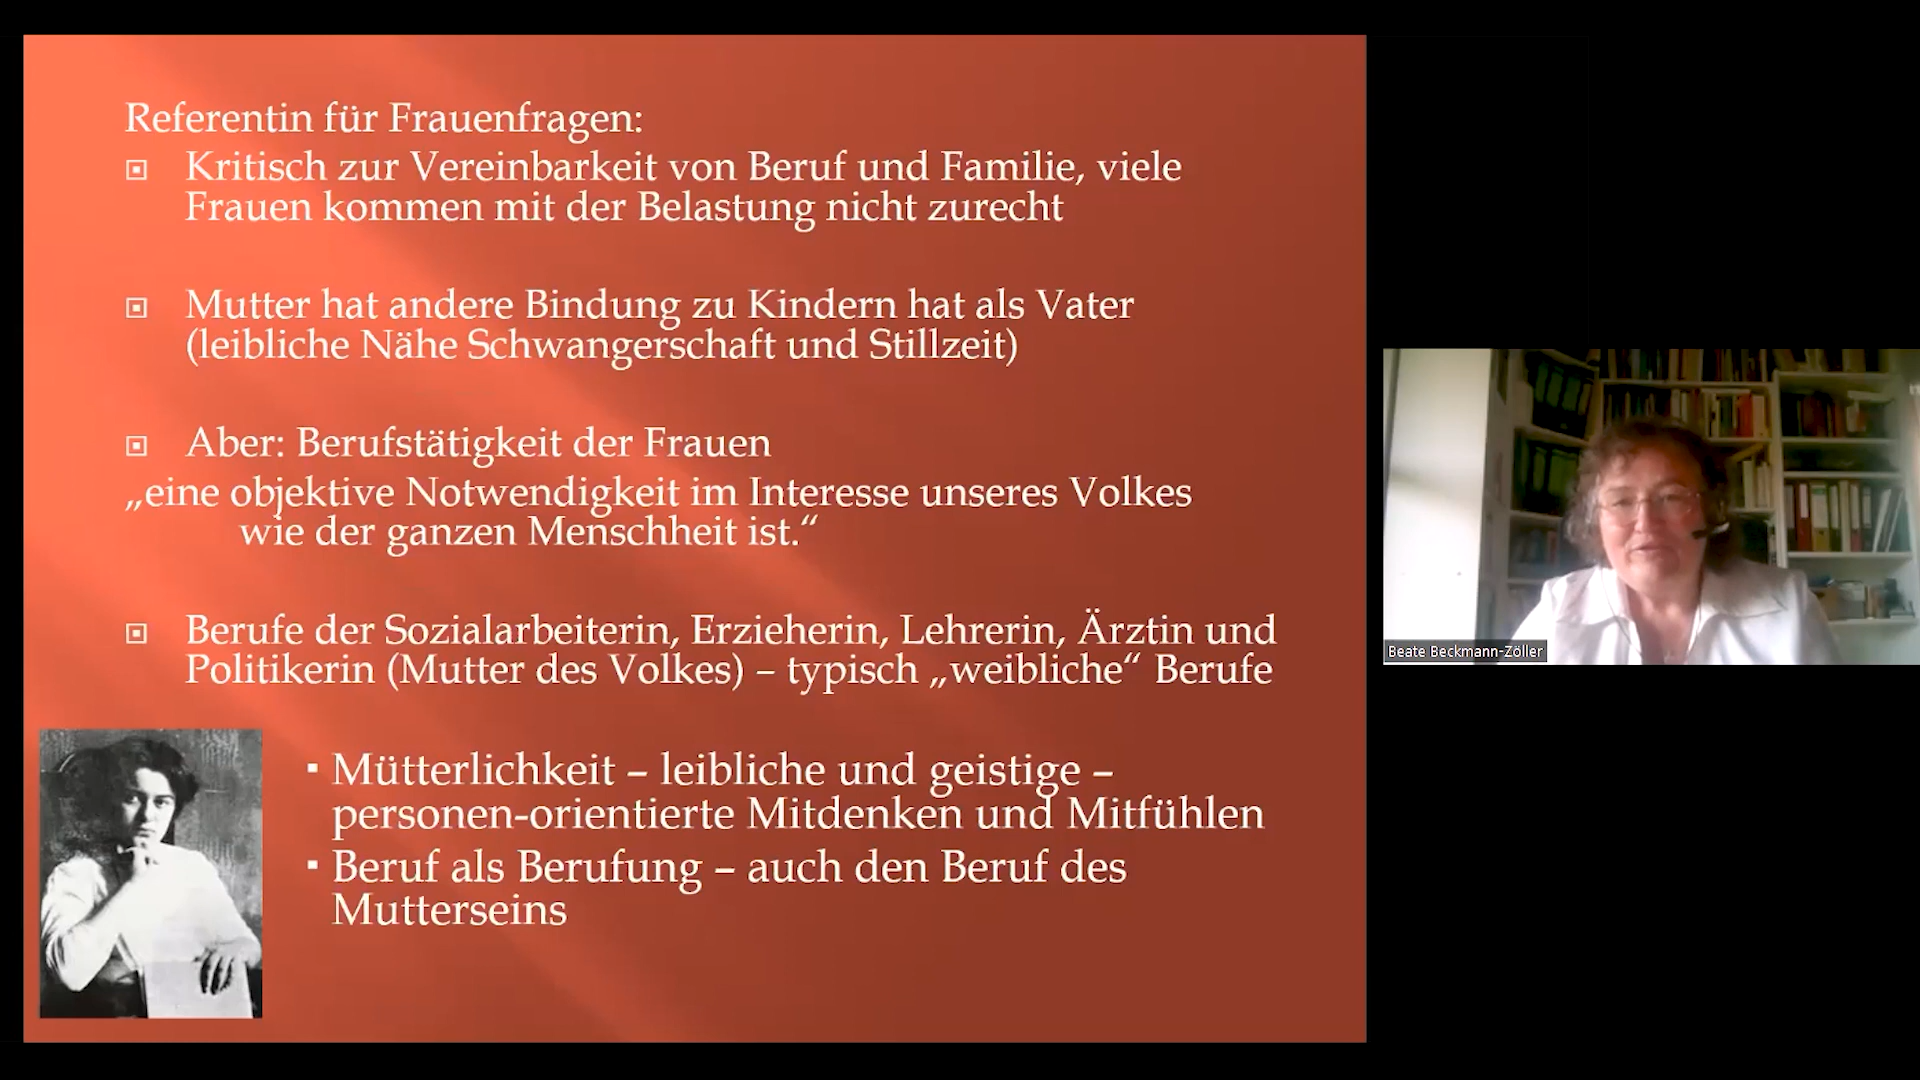 Referentin für Frauenfragen:
Kritisch zur Vereinbarkeit von Beruf und Familie, viele
Frauen kommen mit der Belastung nicht zurecht
Mutter hat andere Bindung zu Kindern hat als Vater
(leibliche Nähe Schwangerschaft und Stillzeit)
Aber: Berufstätigkeit der Frauen
„eine objektive Notwendigkeit im Interesse unseres Volkes
wie der ganzen Menschheit ist.“
Berufe der Sozialarbeiterin, Erzieherin, Lehrerin, Ärztin und
Politikerin (Mutter des Volkes) – typisch „weibliche“ Berufe
▪ Mütterlichkeit – leibliche und geistige –
personen-orientierte Mitdenken und Mitfühlen
▪ Beruf als Berufung – auch den Beruf des
Mutterseins
Beate Beckmann-Zöller